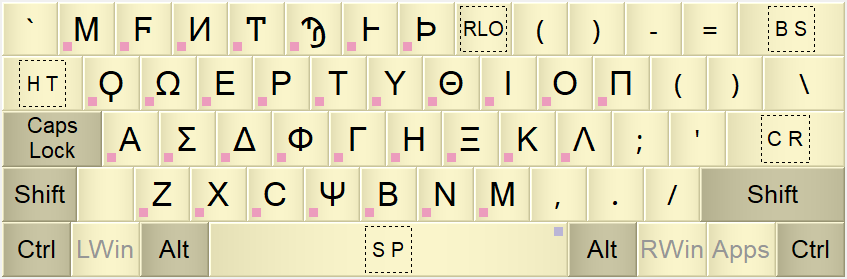 ` Ϻ Ϝ Ͷ Ͳ Ϡ Ͱ Ϸ RLO ( ) - = BS
HT Ϙ Ω Ε Ρ Τ Υ Θ Ι Ο Π ( ) \
Caps Lock Α Σ Δ Φ Γ Η Ξ Κ Λ ; ' CR
Shift Ζ Χ Ϲ Ψ Β Ν Μ , . / Shift
Ctrl LWin Alt SP Alt RWin Apps Ctrl